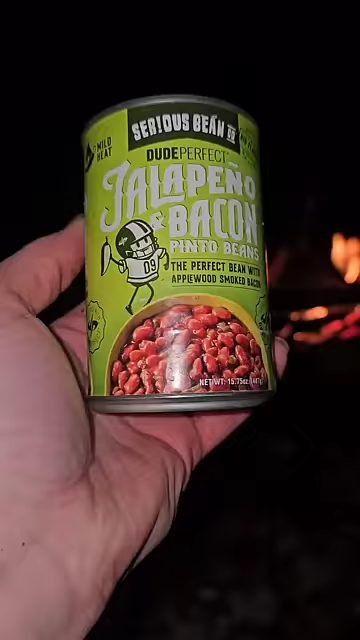 SERIOUS BEAN CO
MILD
HEAT
DUDE PERFECT
JALAPEÑO
& BACON
PINTO BEANS
09
THE PERFECT BEAN WITH
APPLEWOOD SMOKED BACON
NET WT. 15.75oz (447g)